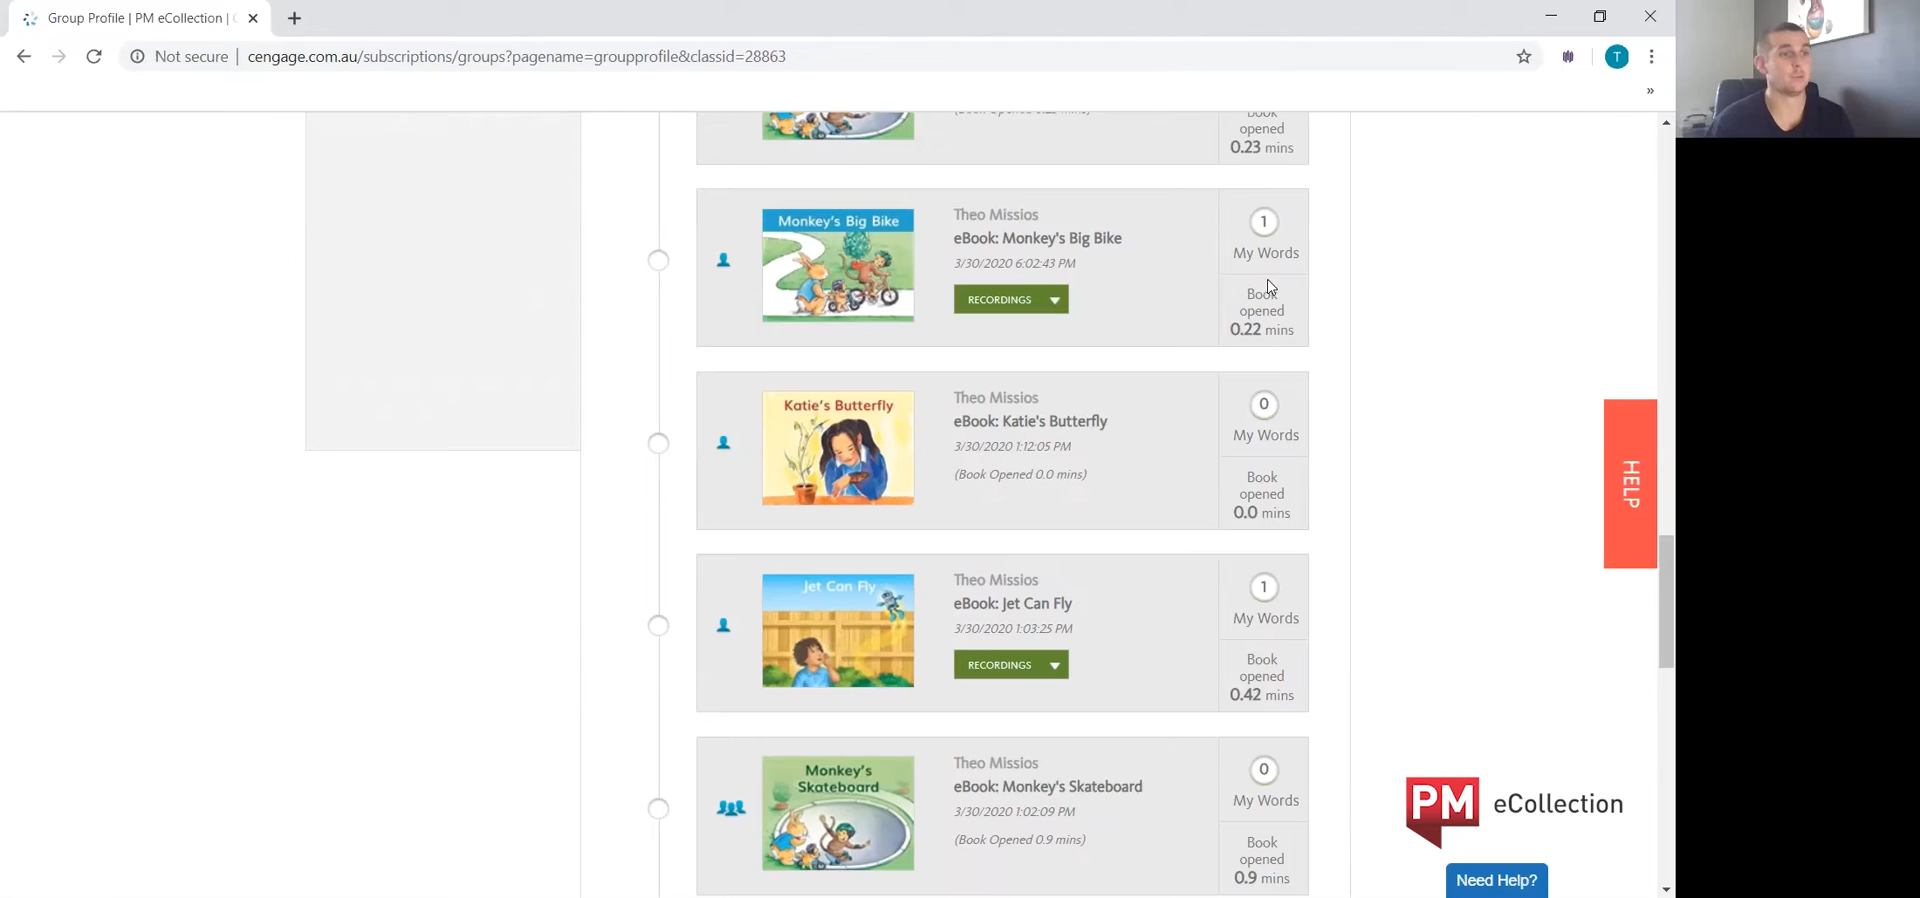 Group Profile | PM eCollection |
Not secure | cengage.com.au/subscriptions/groups?pagename=groupprofile&classid=28863
T
»
Book
opened
0.23 mins
Monkey's Big Bike
Theo Missios
eBook: Monkey's Big Bike
3/30/2020 6:02:43 PM
RECORDINGS
1
My Words
Book
opened
0.22 mins
Katie's Butterfly
Theo Missios
eBook: Katie's Butterfly
3/30/2020 1:12:05 PM
(Book Opened 0.0 mins)
0
My Words
Book
opened
0.0 mins
HELP
Jet Can Fly
Theo Missios
eBook: Jet Can Fly
3/30/2020 1:03:25 PM
RECORDINGS
1
My Words
Book
opened
0.42 mins
Monkey's
Skateboard
Theo Missios
eBook: Monkey's Skateboard
3/30/2020 1:02:09 PM
(Book Opened 0.9 mins)
0
My Words
Book
opened
0.9 mins
PM eCollection
Need Help?